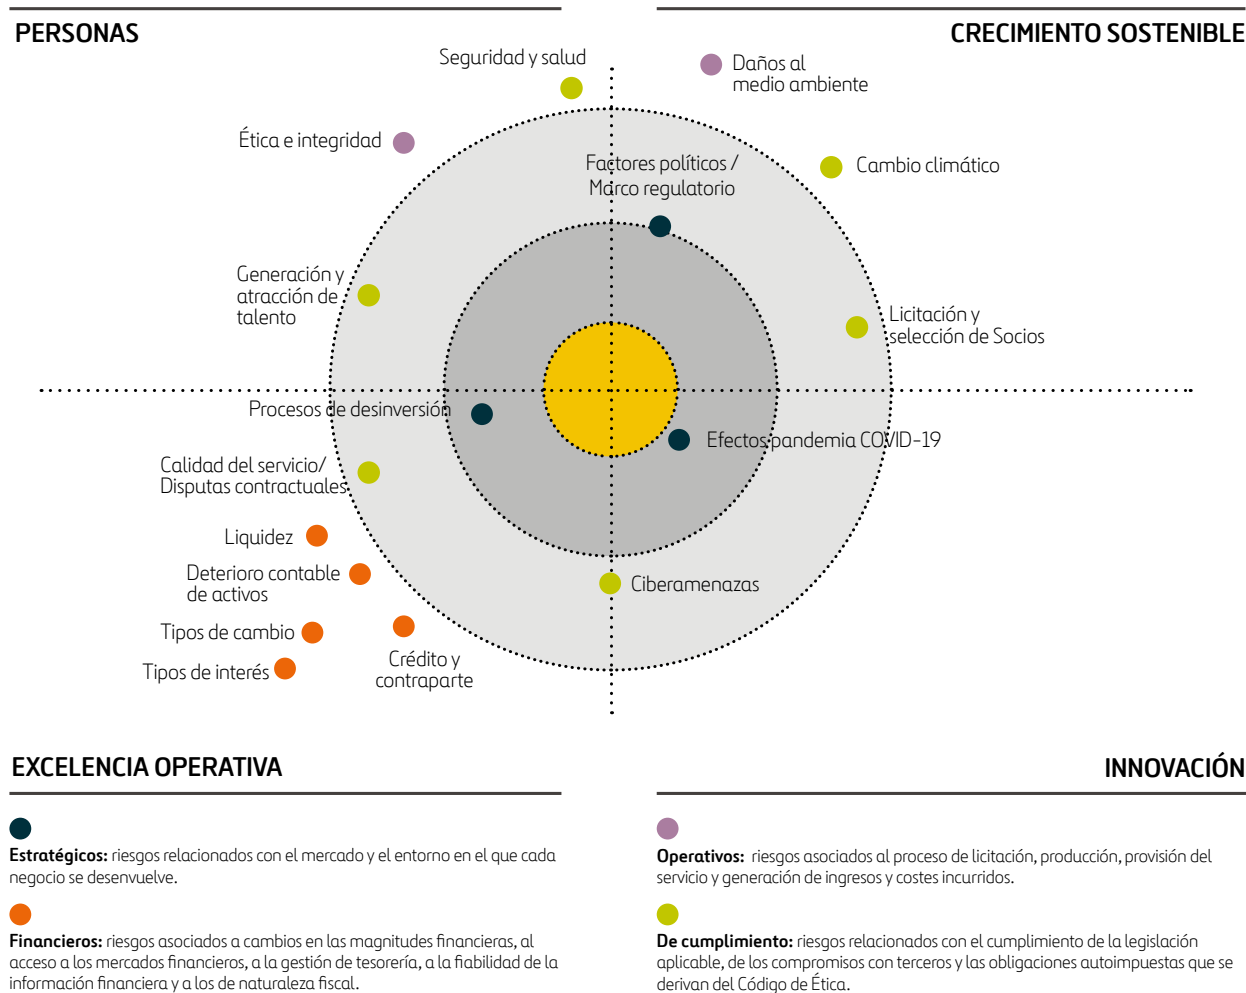 PERSONAS
CRECIMIENTO SOSTENIBLE
Seguridad y salud
Daños al
medio ambiente
Ética e integridad
Factores políticos /
Marco regulatorio
Cambio climático
Generación y
atracción de
talento
Licitación y
selección de Socios
Procesos de desinversión
Efectos pandemia COVID-19
Calidad del servicio/
Disputas contractuales
Liquidez
Deterioro contable
de activos
Ciberamenazas
Tipos de cambio
Crédito y
contraparte
Tipos de interés
EXCELENCIA OPERATIVA
INNOVACIÓN
Estratégicos: riesgos relacionados con el mercado y el entorno en el que cada
negocio se desenvuelve.
Financieros: riesgos asociados a cambios en las magnitudes financieras, al
acceso a los mercados financieros, a la gestión de tesorería, a la fiabilidad de la
información financiera y a los de naturaleza fiscal.
Operativos: riesgos asociados al proceso de licitación, producción, provisión del
servicio y generación de ingresos y costes incurridos.
De cumplimiento: riesgos relacionados con el cumplimiento de la legislación
aplicable, de los compromisos con terceros y las obligaciones autoimpuestas que se
derivan del Código de Ética.